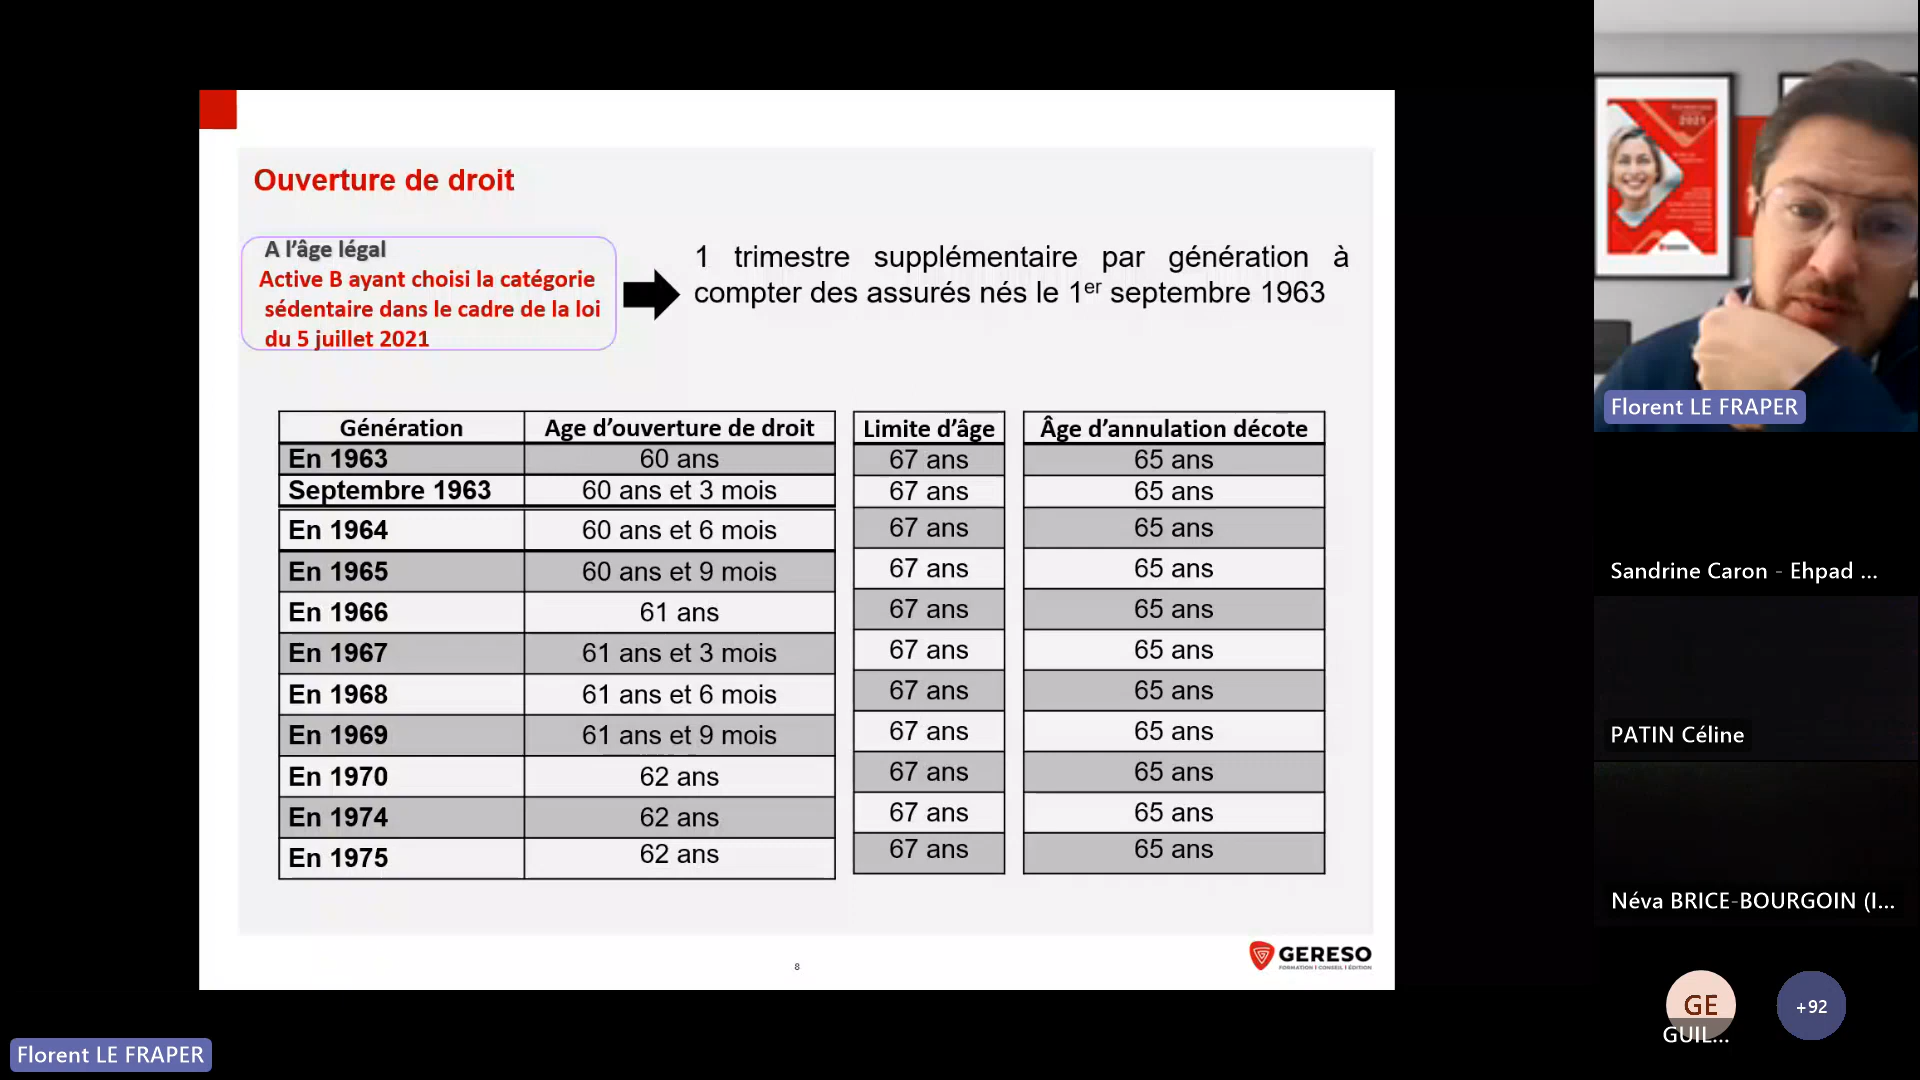 Ouverture de droit
A l’âge légal
Active B ayant choisi la catégorie
sédentaire dans le cadre de la loi
du 5 juillet 2021
1 trimestre supplémentaire par génération à
compter des assurés nés le 1er septembre 1963
Génération Age d’ouverture de droit Limite d’âge Âge d’annulation décote
En 1963 60 ans 67 ans 65 ans
Septembre 1963 60 ans et 3 mois 67 ans 65 ans
En 1964 60 ans et 6 mois 67 ans 65 ans
En 1965 60 ans et 9 mois 67 ans 65 ans
En 1966 61 ans 67 ans 65 ans
En 1967 61 ans et 3 mois 67 ans 65 ans
En 1968 61 ans et 6 mois 67 ans 65 ans
En 1969 61 ans et 9 mois 67 ans 65 ans
En 1970 62 ans 67 ans 65 ans
En 1974 62 ans 67 ans 65 ans
En 1975 62 ans 67 ans 65 ans
8
GERESO
FORMATION I CONSEIL I ÉDITION
2021
Florent LE FRAPER
Sandrine Caron - Ehpad ...
PATIN Céline
Néva BRICE-BOURGOIN (I...
GE
GUIL...
+92
Florent LE FRAPER